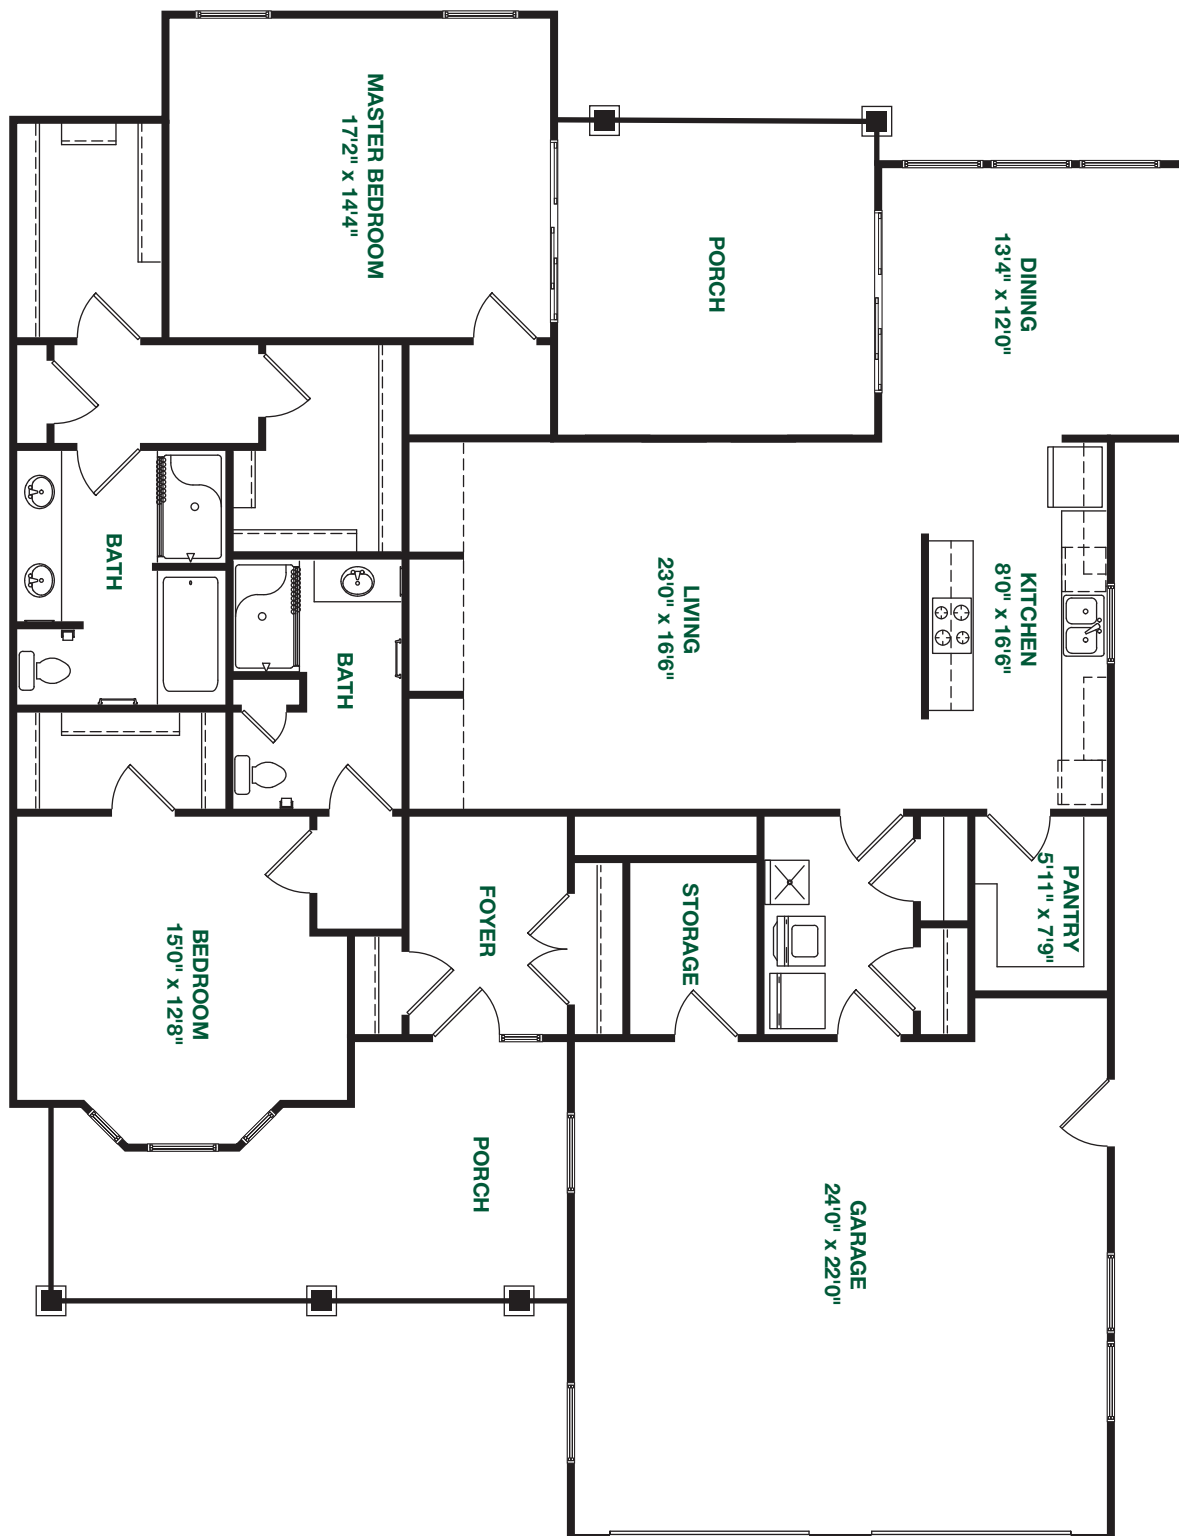 MASTER BEDROOM
17'2" x 14'4"
PORCH
DINING
13'4" x 12'0"
BATH
BATH
LIVING
23'0" x 16'6"
KITCHEN
8'0" x 16'6"
BEDROOM
15'0" x 12'8"
FOYER
STORAGE
PANTRY
5'11" x 7'9"
PORCH
GARAGE
24'0" x 22'0"